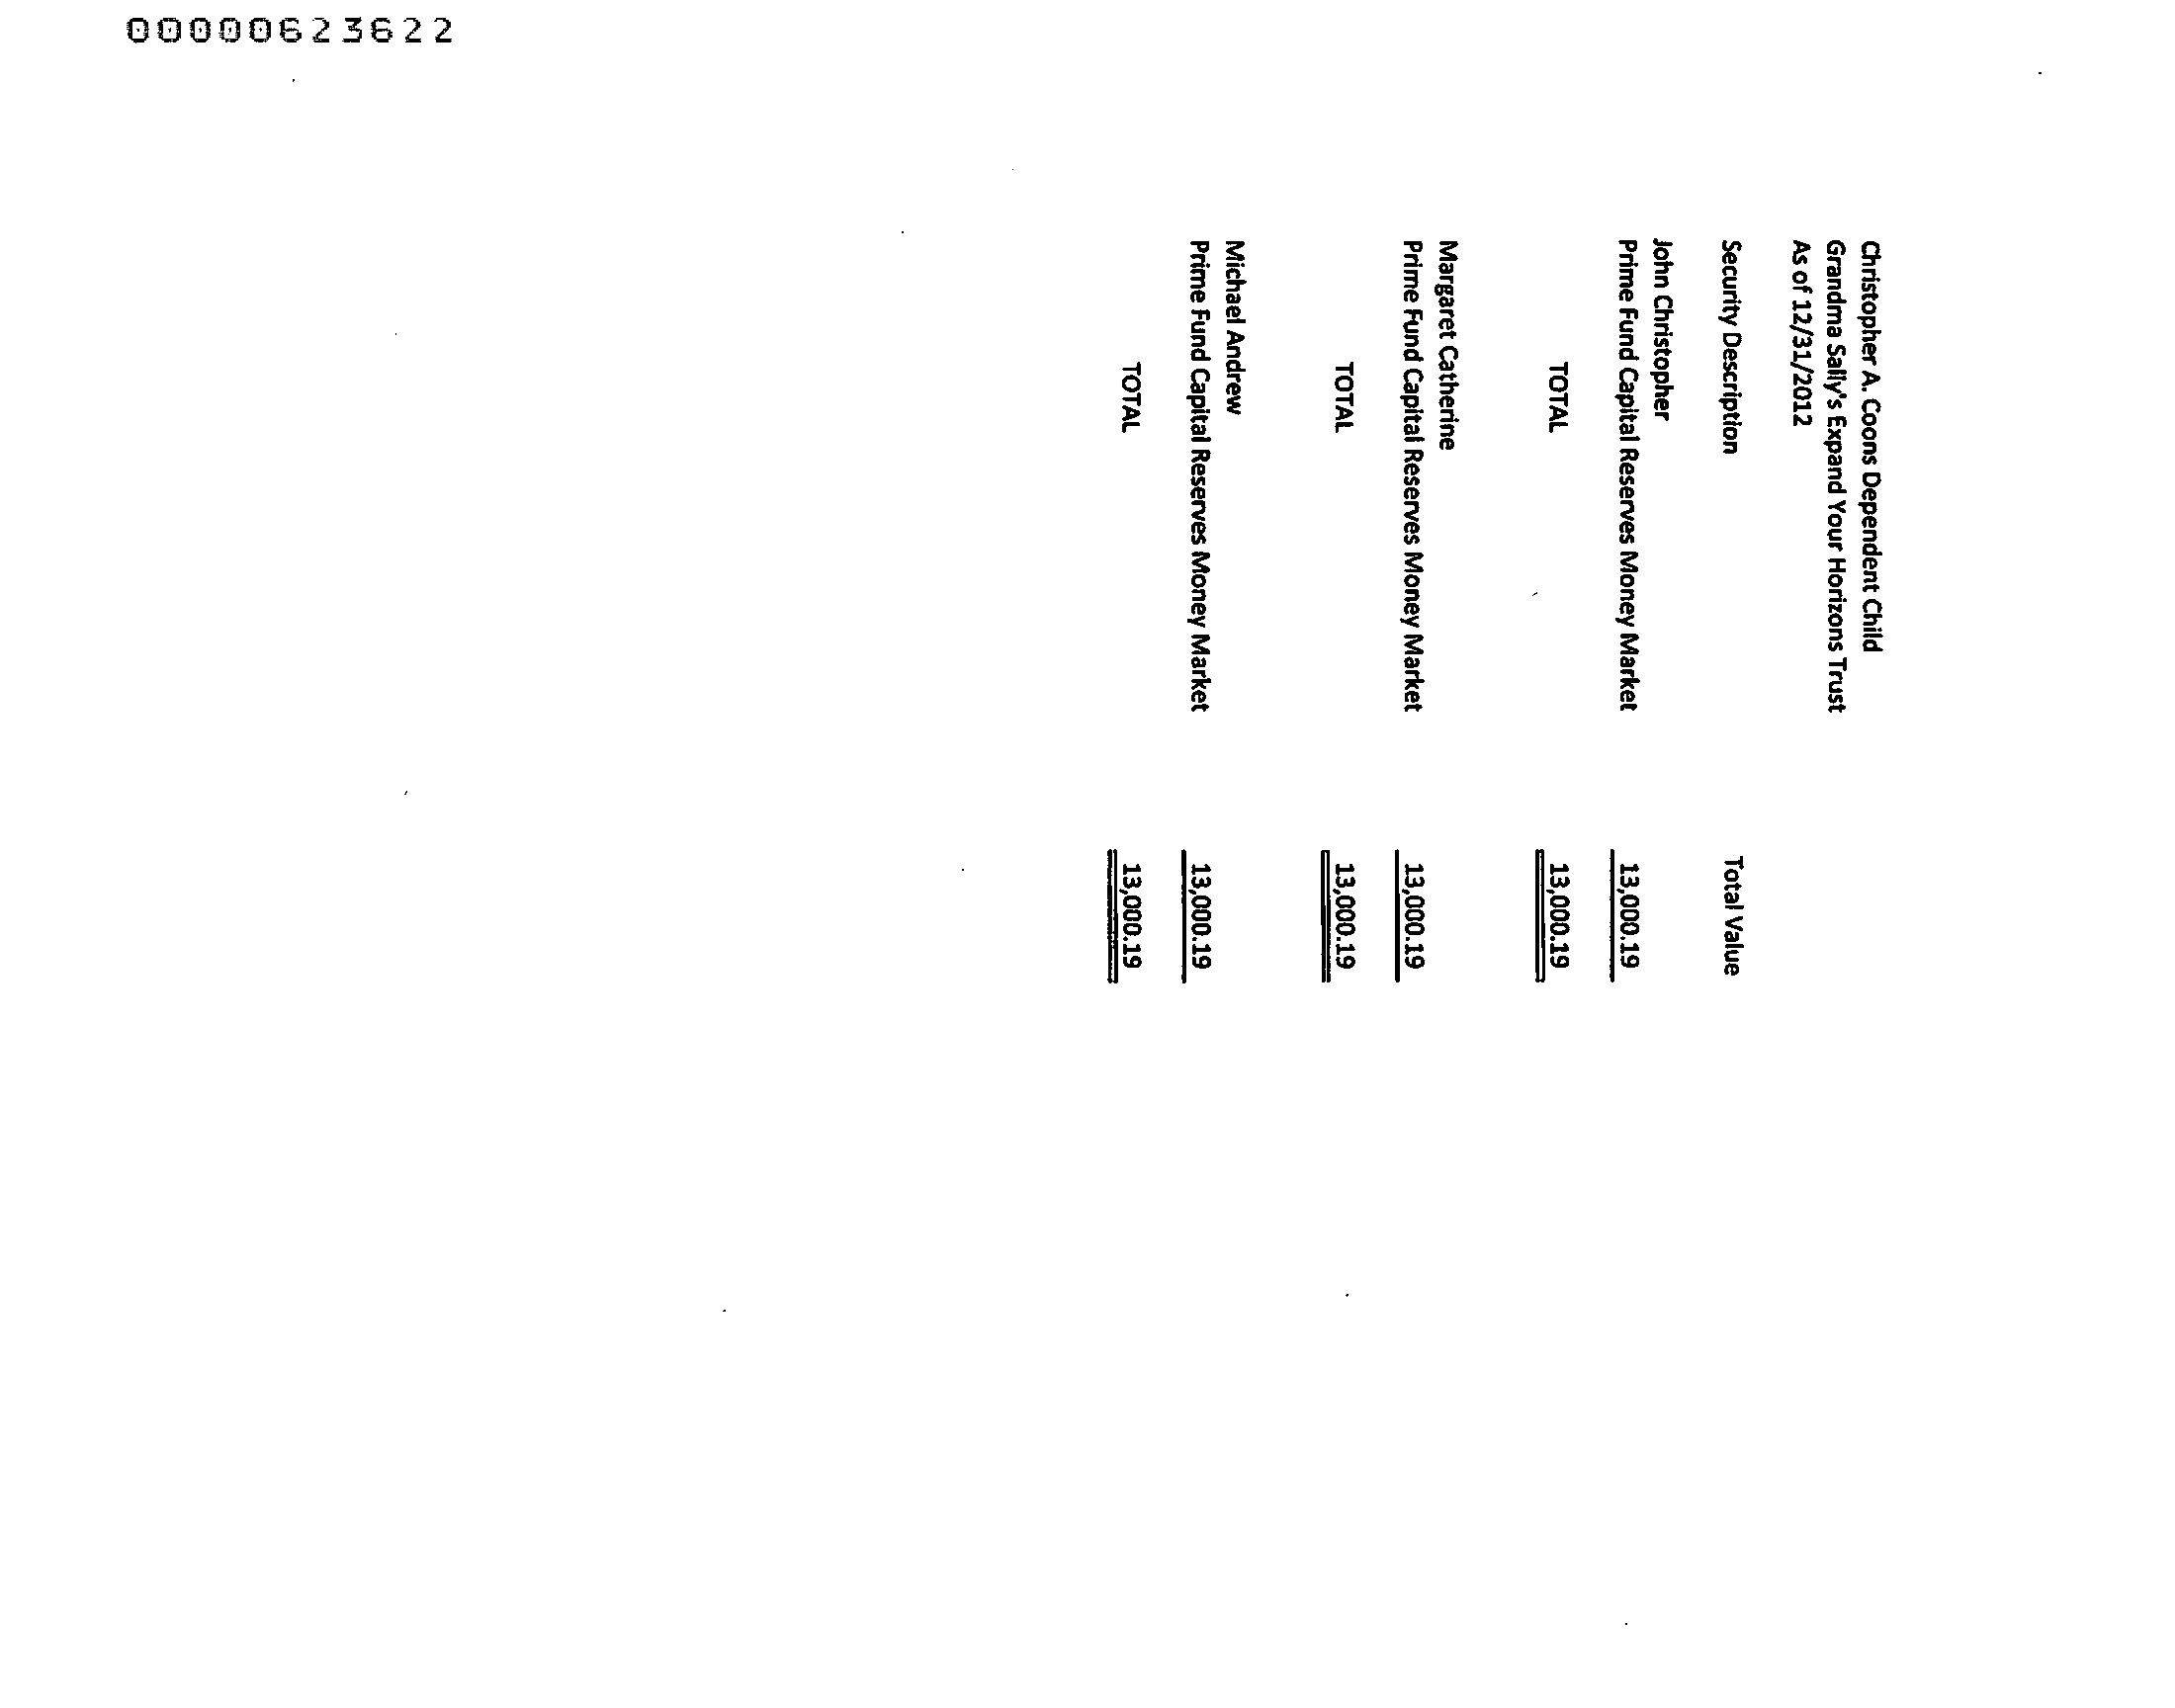 00000623622
Christopher A. Coons Dependent Child
Grandma Sally's Expand Your Horizons Trust
As of 12/31/2012
Security Description Total Value
John Christopher
Prime Fund Capital Reserves Money Market 13,000.19
TOTAL 13,000.19
Margaret Catherine
Prime Fund Capital Reserves Money Market 13,000.19
TOTAL 13,000.19
Michael Andrew
Prime Fund Capital Reserves Money Market 13,000.19
TOTAL 13,000.19